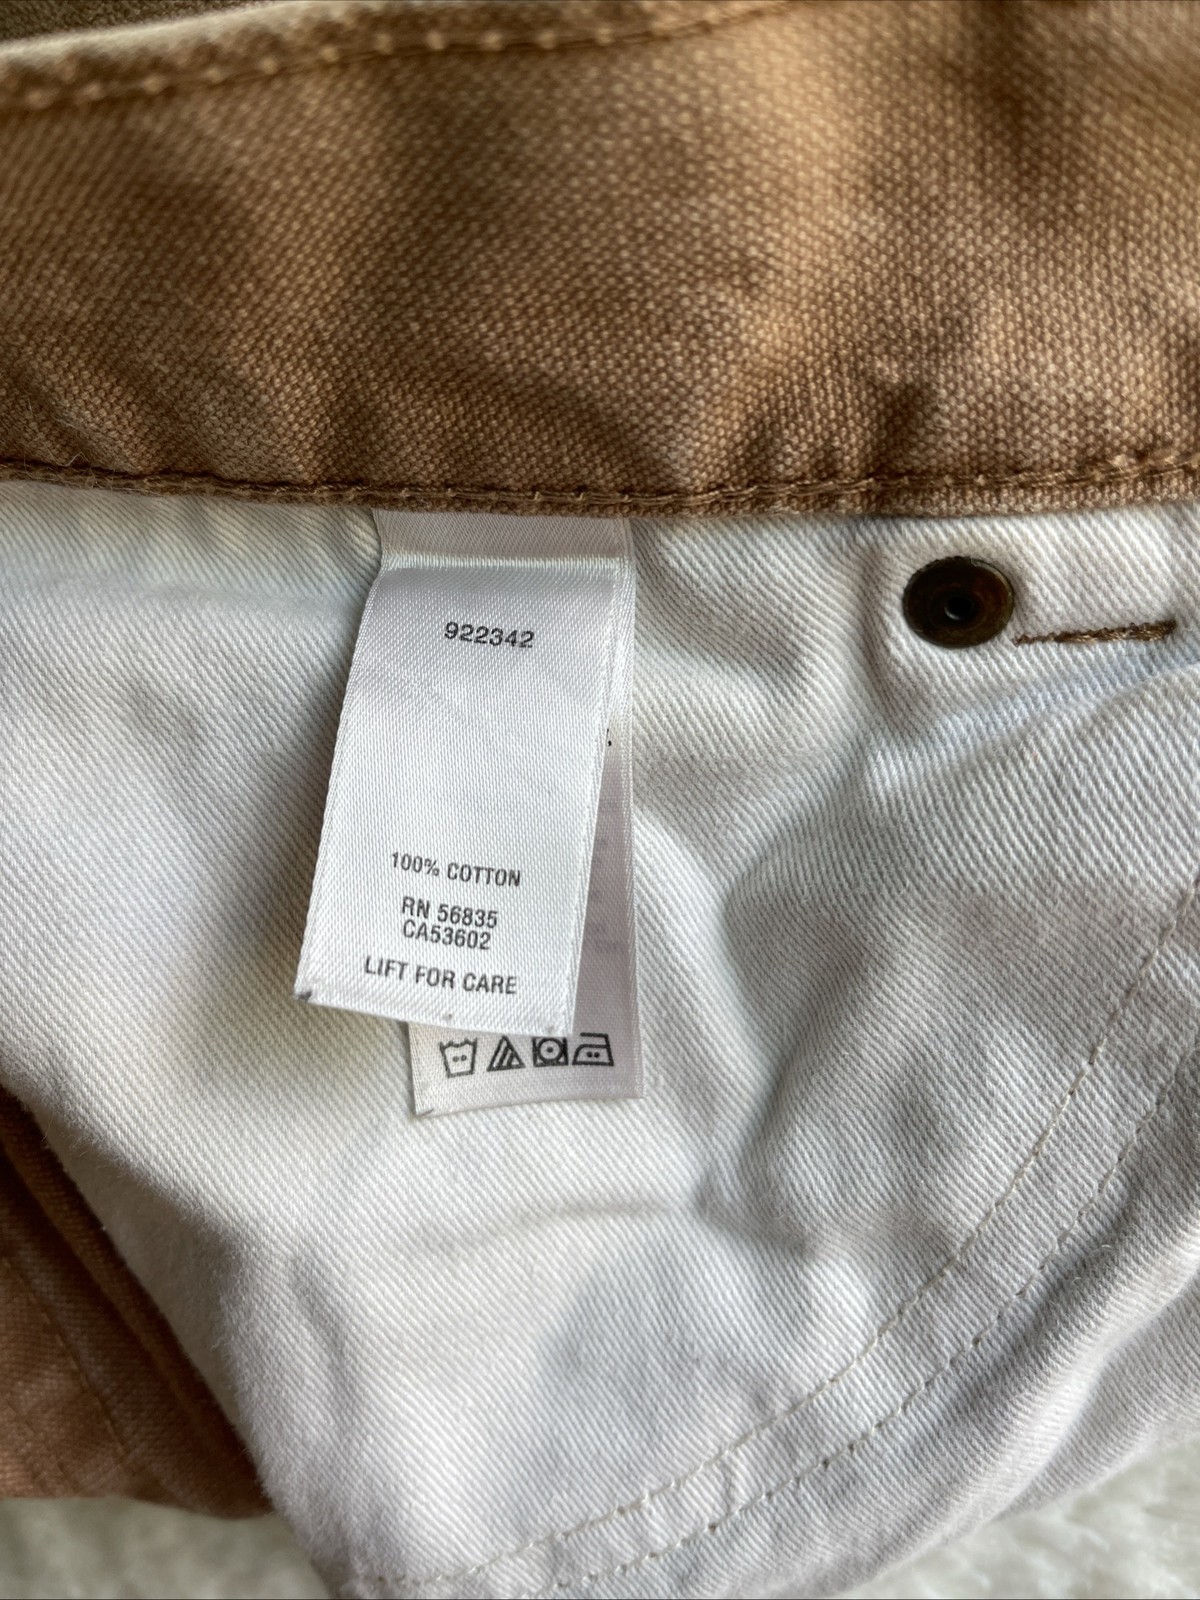 922342
100% COTTON
RN 56835
CA53602
LIFT FOR CARE